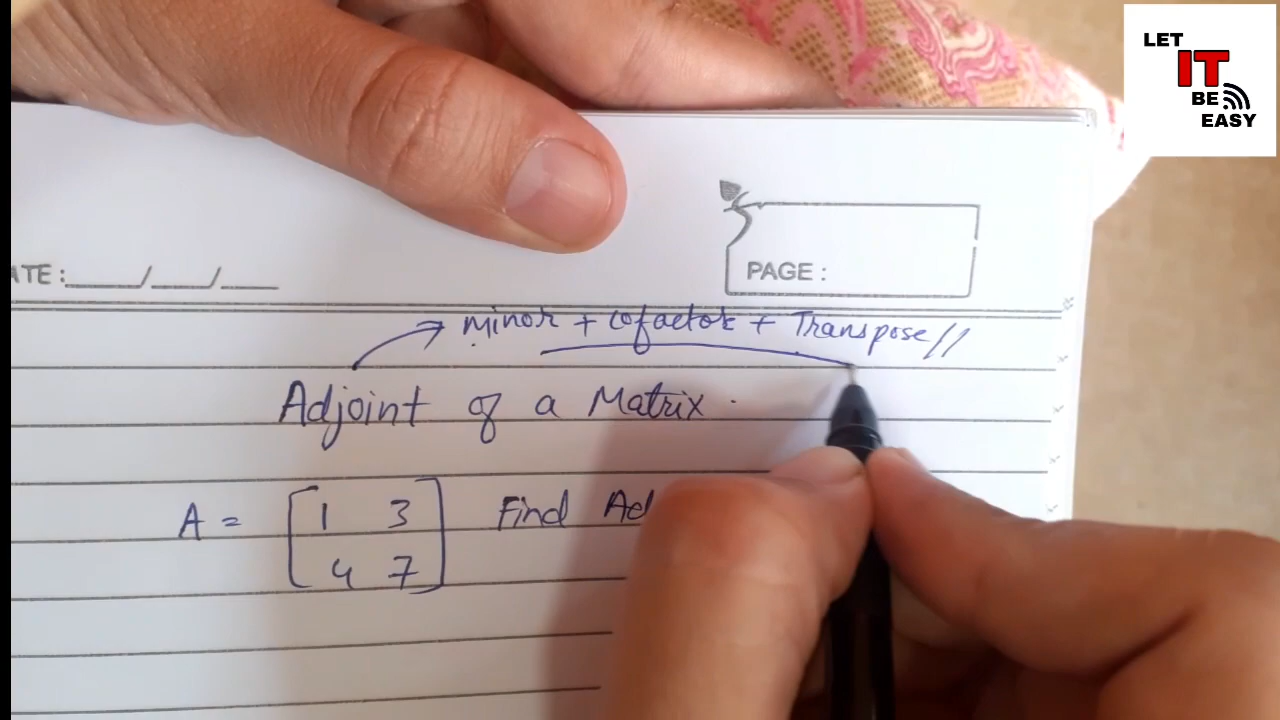 LET
IT
BE
EASY
ATE:___/___/___
PAGE :
minor + cofactor + Transpose//
Adjoint of a Matrix .
A = [1 3
4 7]
Find Ad